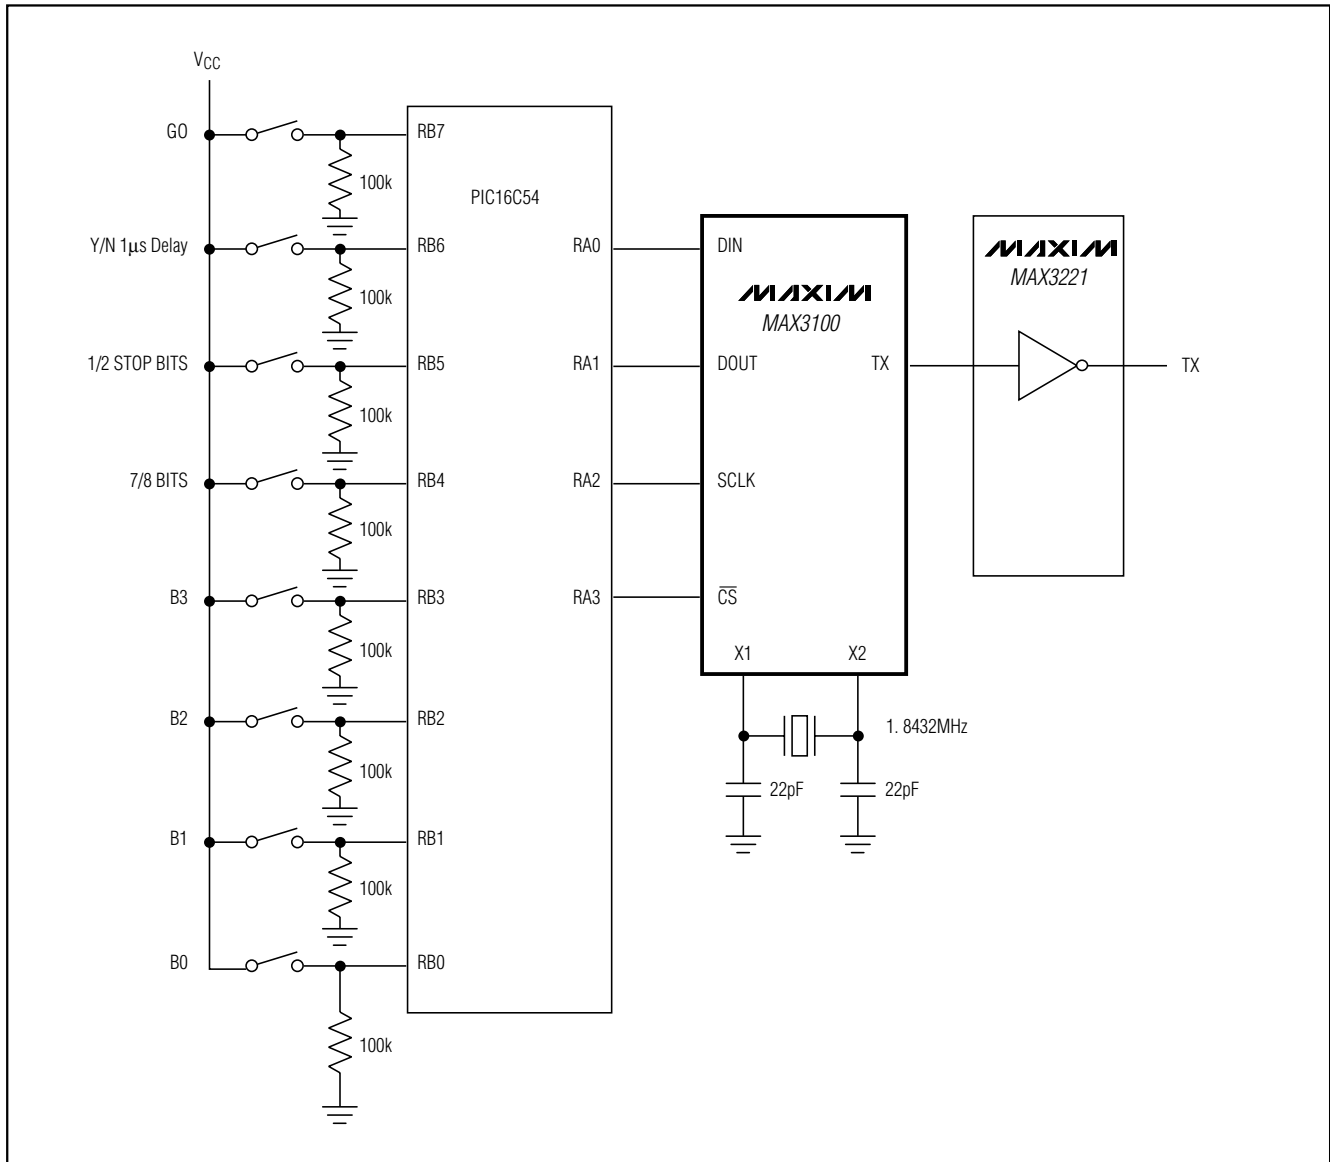 VCC
GO
RB7
100k
PIC16C54
Y/N 1µs Delay
RB6
RA0
DIN
100k
MAXIM
MAX3100
MAXIM
MAX3221
1/2 STOP BITS
RB5
RA1
DOUT
TX
TX
100k
7/8 BITS
RB4
RA2
SCLK
100k
B3
RB3
RA3
CS
100k
X1
X2
B2
RB2
1. 8432MHz
100k
22pF
22pF
B1
RB1
100k
B0
RB0
100k